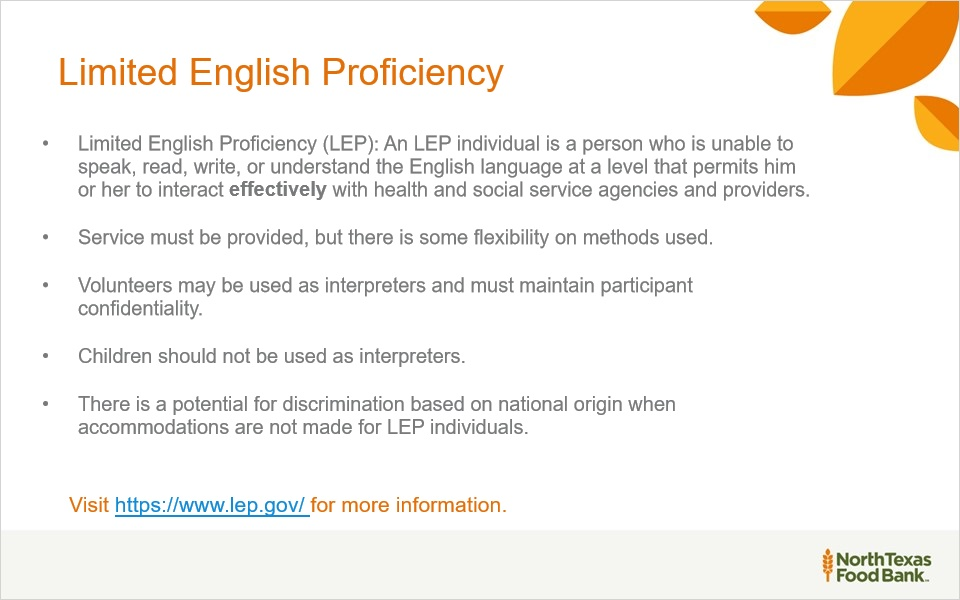 Limited English Proficiency
• Limited English Proficiency (LEP): An LEP individual is a person who is unable to
speak, read, write, or understand the English language at a level that permits him
or her to interact effectively with health and social service agencies and providers.
• Service must be provided, but there is some flexibility on methods used.
• Volunteers may be used as interpreters and must maintain participant
confidentiality.
• Children should not be used as interpreters.
• There is a potential for discrimination based on national origin when
accommodations are not made for LEP individuals.
Visit https://www.lep.gov/ for more information.
North Texas
Food Bank™